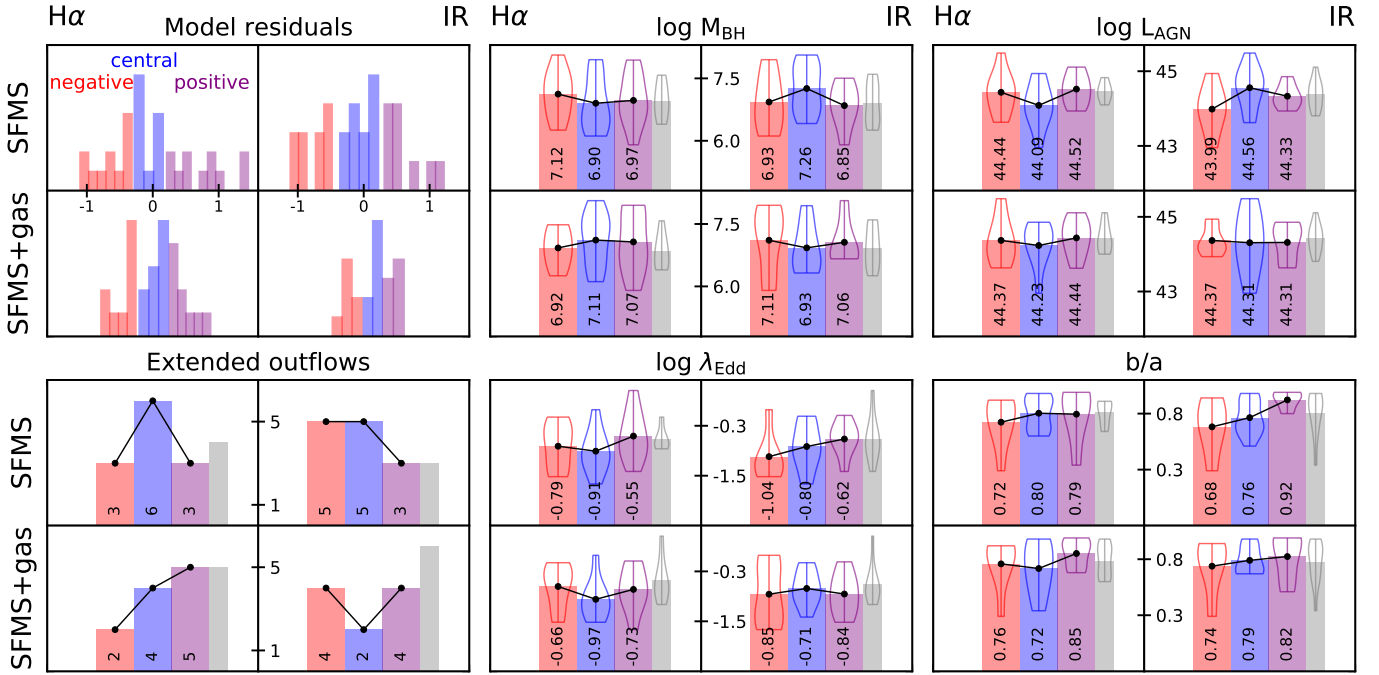 Hα IR Hα IR Hα IR
Model residuals log M_BH log L_AGN
SFMS
central
negative positive
-1 0 1 -1 0 1
7.5
6.0
7.12 6.90 6.97 6.93 7.26 6.85
45
43
44.44 44.09 44.52 43.99 44.56 44.33
SFMS+gas
7.5
6.0
6.92 7.11 7.07 7.11 6.93 7.06
45
43
44.37 44.23 44.44 44.37 44.31 44.31
Extended outflows log λ_Edd b/a
SFMS
5
1
3 6 3 5 5 3
-0.3
-1.5
-0.79 -0.91 -0.55 -1.04 -0.80 -0.62
0.8
0.3
0.72 0.80 0.79 0.68 0.76 0.92
SFMS+gas
5
1
2 4 5 4 2 4
-0.3
-1.5
-0.66 -0.97 -0.73 -0.85 -0.71 -0.84
0.8
0.3
0.76 0.72 0.85 0.74 0.79 0.82